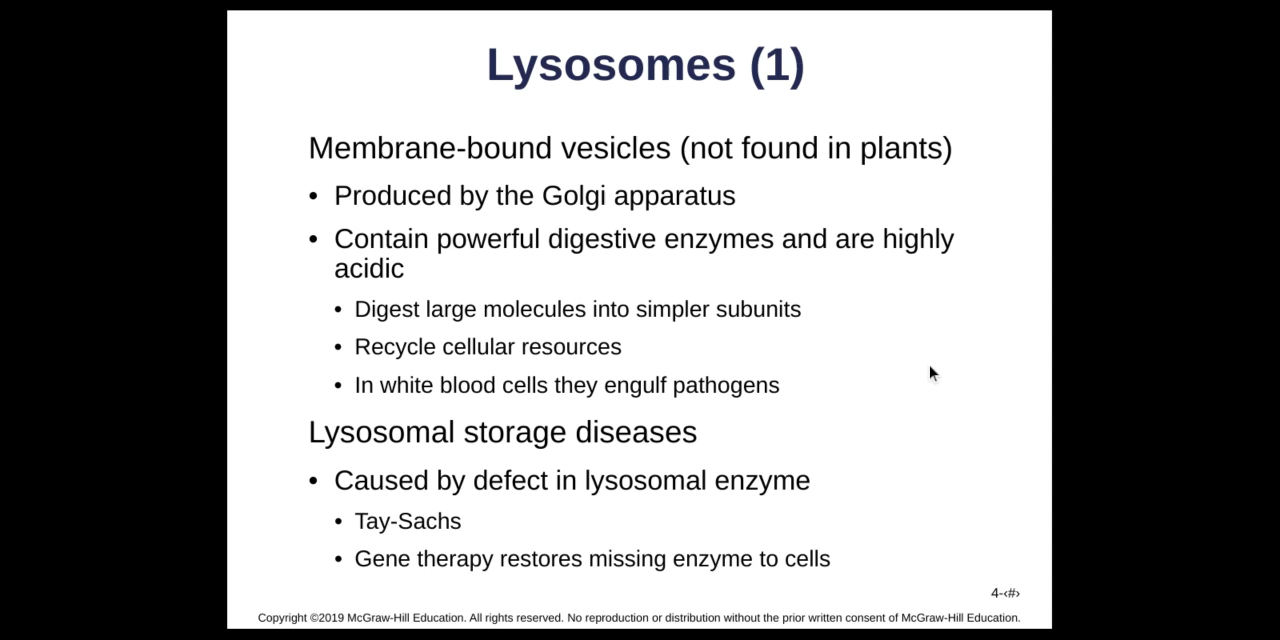 Lysosomes (1)
Membrane-bound vesicles (not found in plants)
• Produced by the Golgi apparatus
• Contain powerful digestive enzymes and are highly
acidic
• Digest large molecules into simpler subunits
• Recycle cellular resources
• In white blood cells they engulf pathogens
Lysosomal storage diseases
• Caused by defect in lysosomal enzyme
• Tay-Sachs
• Gene therapy restores missing enzyme to cells
4-‹#›
Copyright ©2019 McGraw-Hill Education. All rights reserved. No reproduction or distribution without the prior written consent of McGraw-Hill Education.